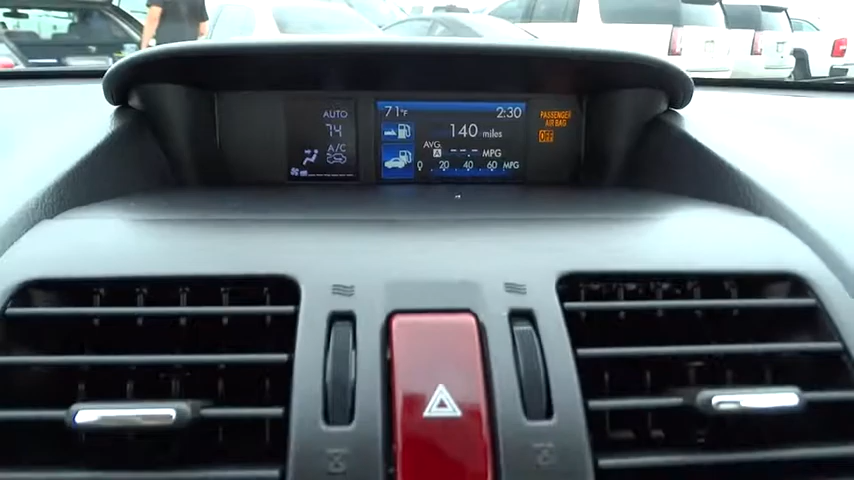 AUTO
74
A/C
71°F
2:30
140 miles
AVG
A ---- MPG
0 20 40 60 MPG
PASSENGER
AIR BAG
OFF